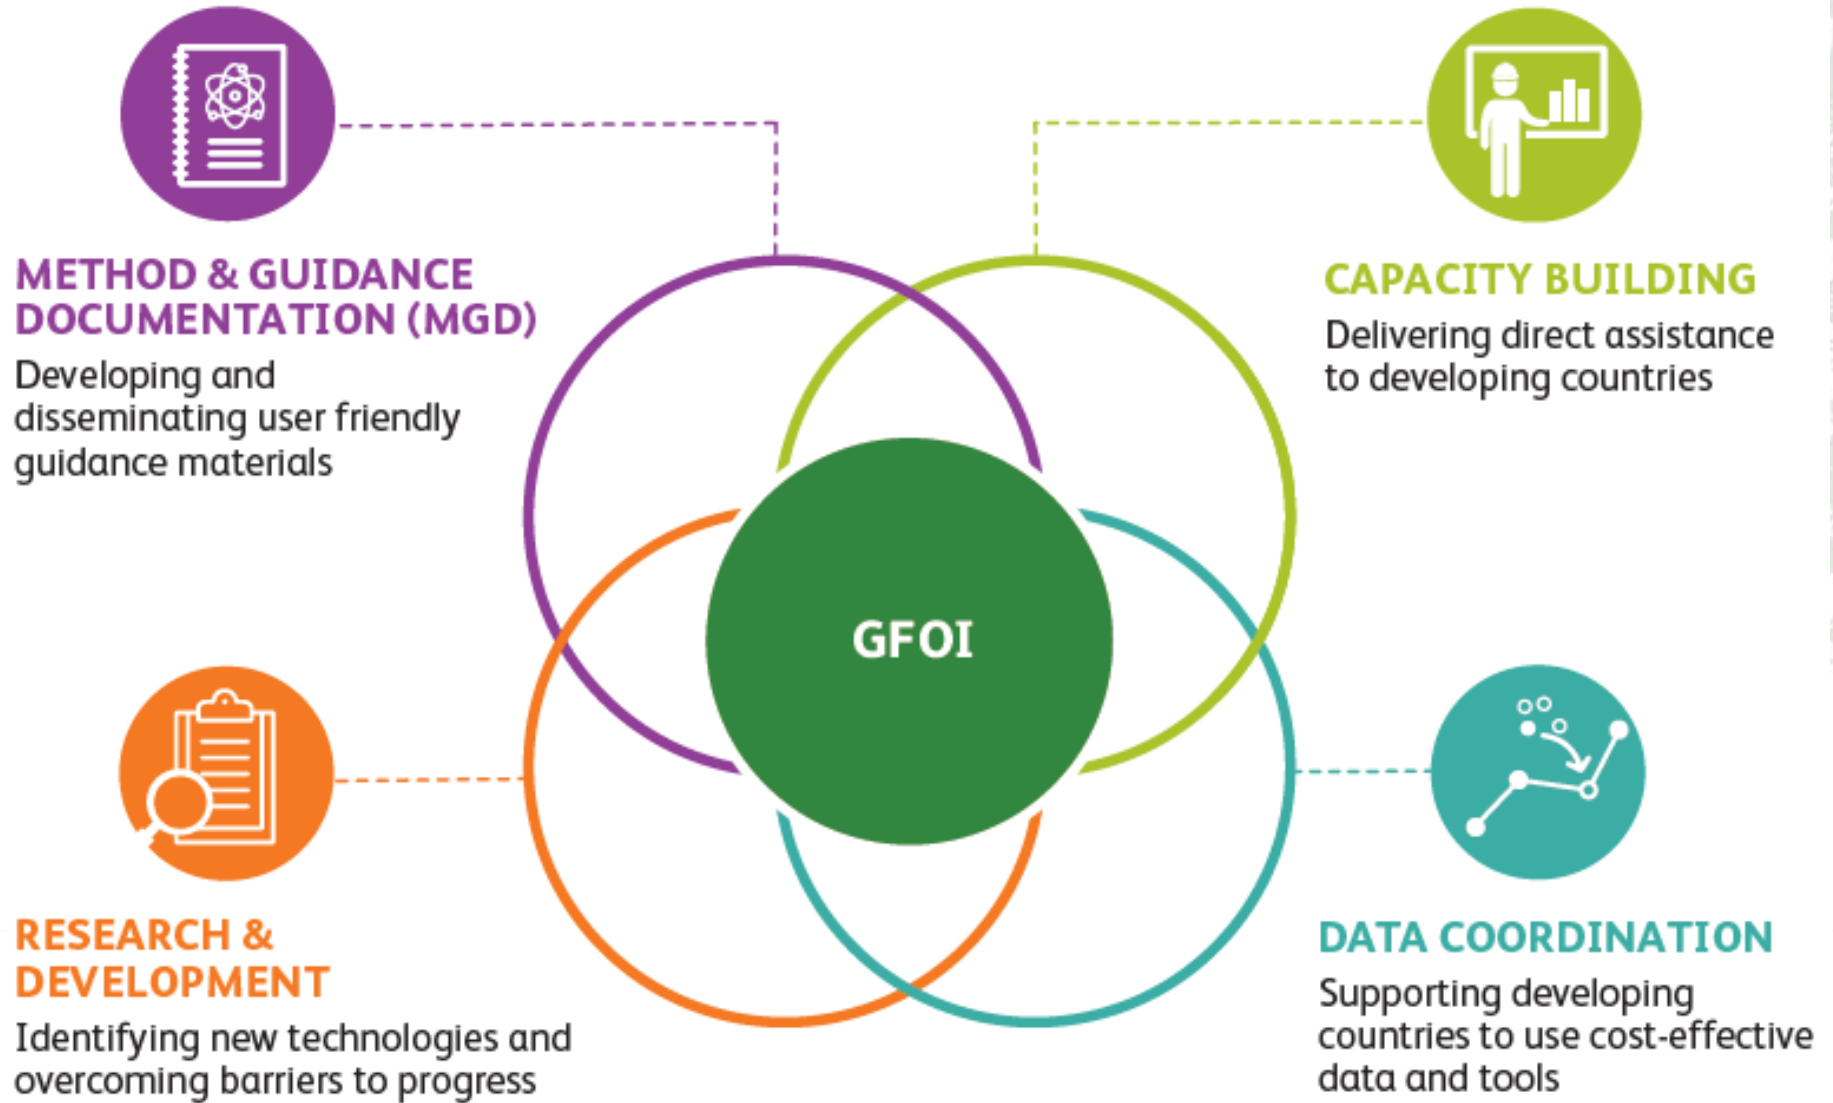 METHOD & GUIDANCE
DOCUMENTATION (MGD)
Developing and
disseminating user friendly
guidance materials
CAPACITY BUILDING
Delivering direct assistance
to developing countries
GFOI
RESEARCH &
DEVELOPMENT
Identifying new technologies and
overcoming barriers to progress
DATA COORDINATION
Supporting developing
countries to use cost-effective
data and tools